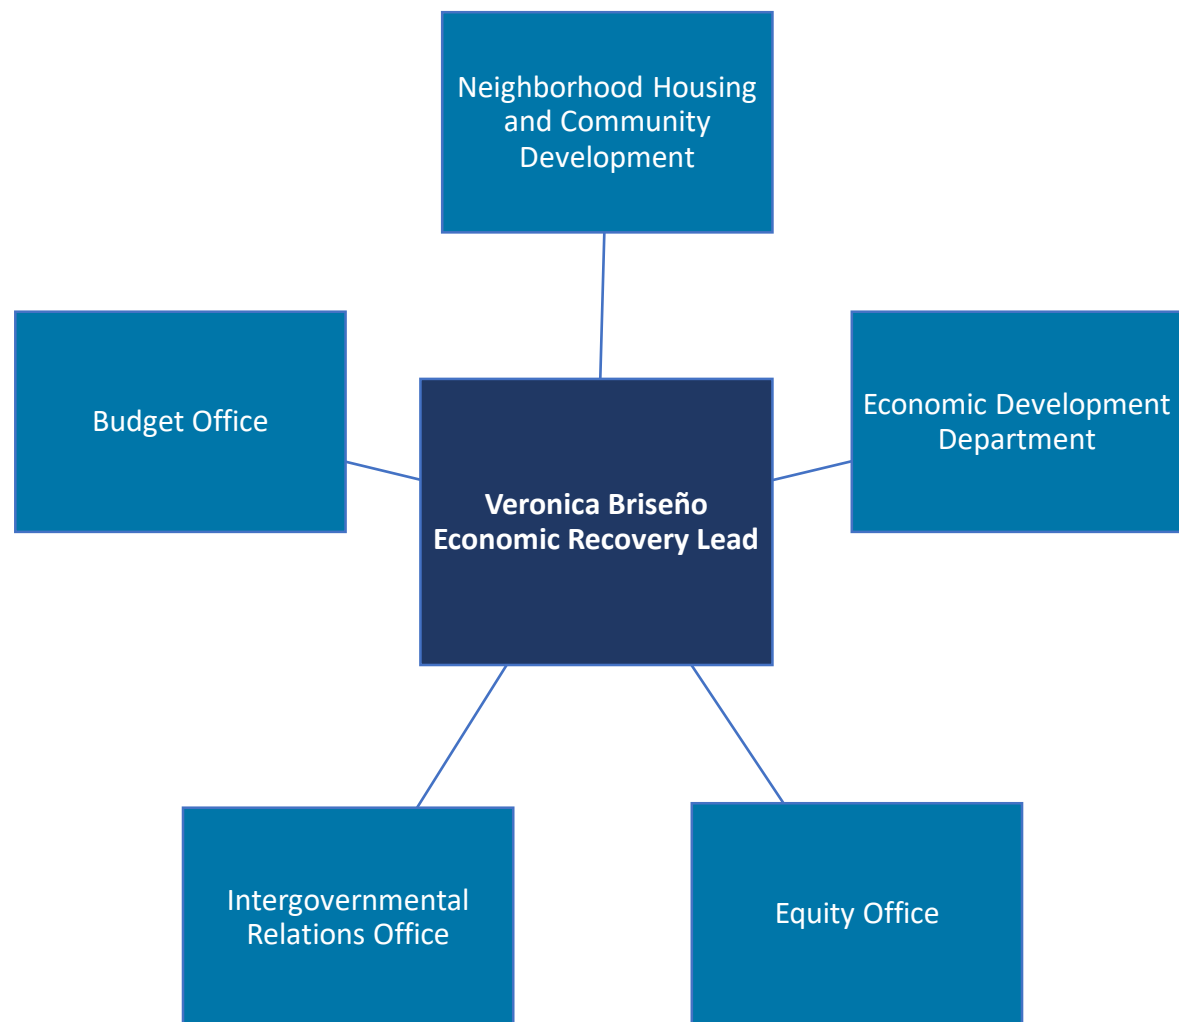 Neighborhood Housing
and Community
Development
Budget Office
Economic Development
Department
Veronica Briseño
Economic Recovery Lead
Intergovernmental
Relations Office
Equity Office